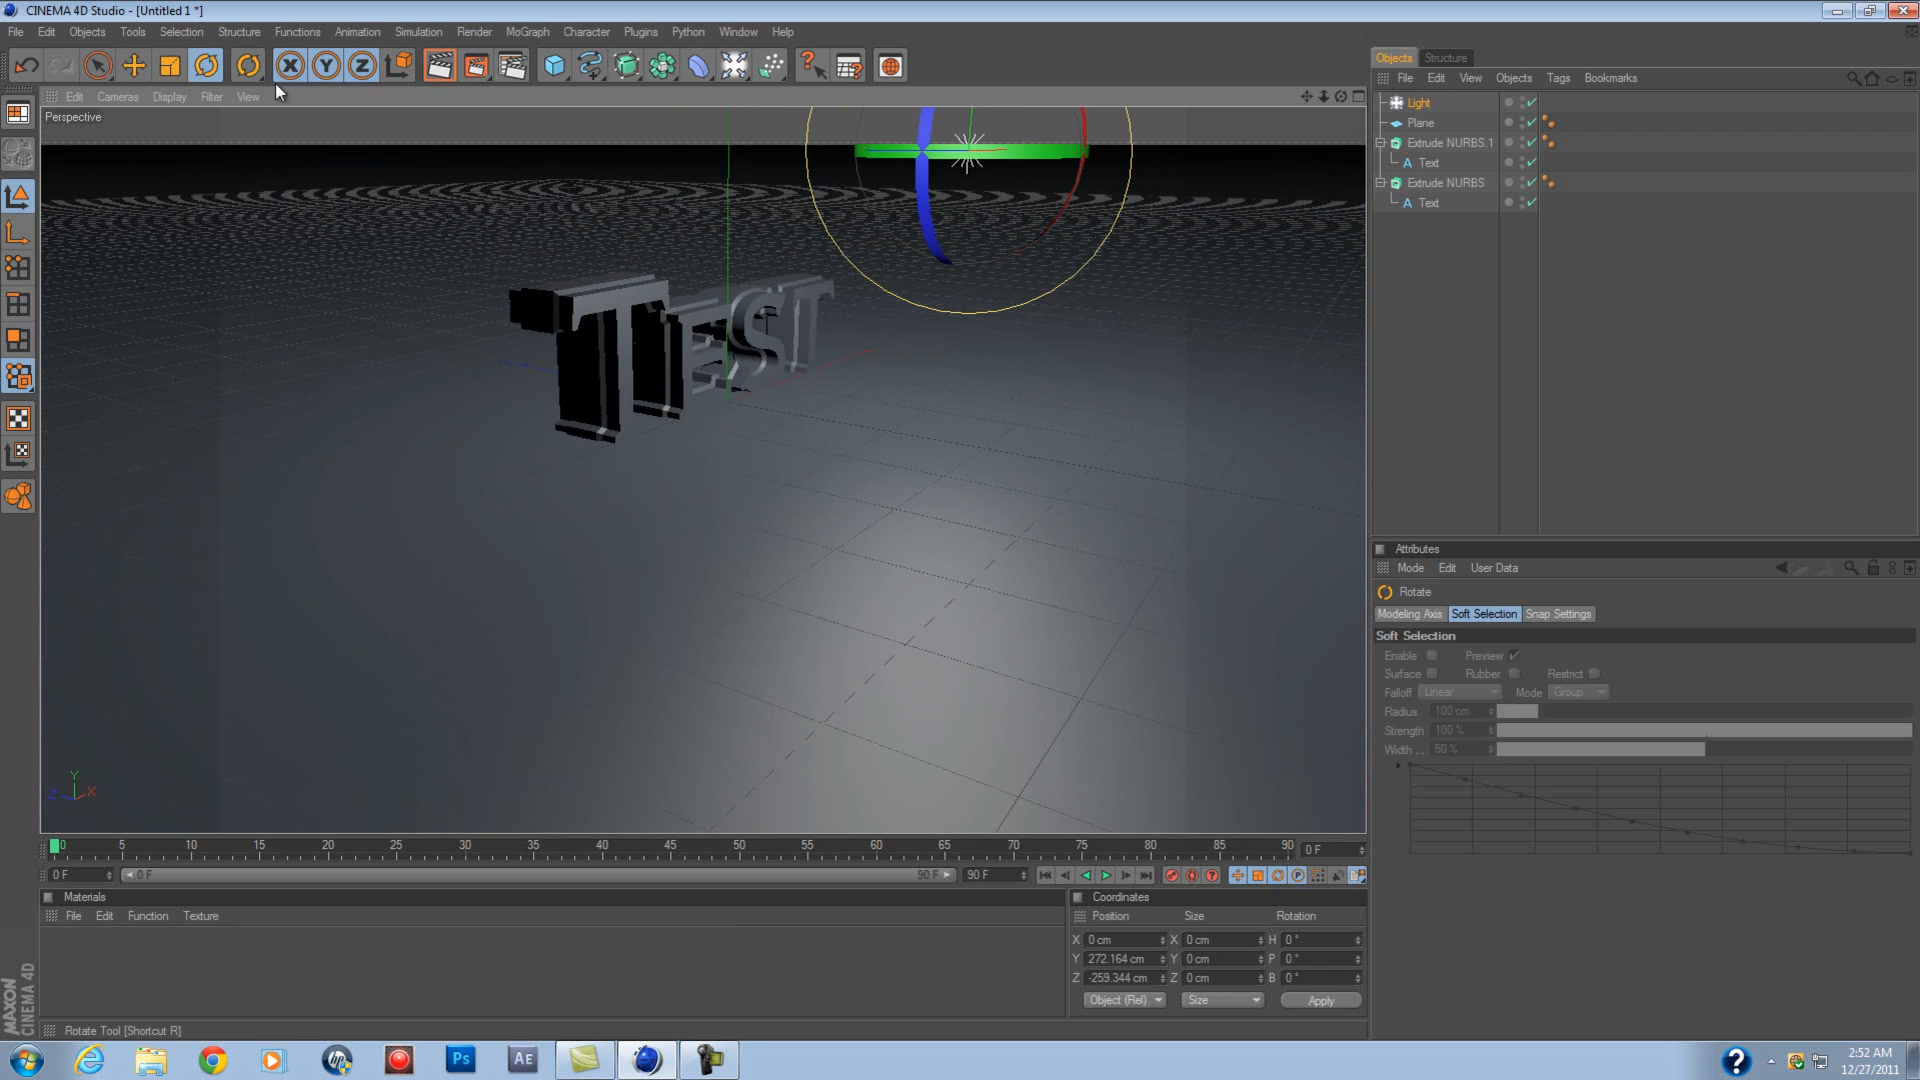 CINEMA 4D Studio - [Untitled 1 *]
File Edit Objects Tools Selection Structure Functions Animation Simulation Render MoGraph Character Plugins Python Window Help
X Y Z
Edit Cameras Display Filter View
Perspective
TEST
Y
Z X
0 5 10 15 20 25 30 35 40 45 50 55 60 65 70 75 80 85 90 0 F
0 F 0 F 90 F 90 F
Materials
File Edit Function Texture
Coordinates
Position Size Rotation
X 0 cm X 0 cm H 0 °
Y 272.164 cm Y 0 cm P 0 °
Z -259.344 cm Z 0 cm B 0 °
Object (Rel) Size Apply
MAXON
CINEMA 4D
Rotate Tool [Shortcut R]
Objects Structure
File Edit View Objects Tags Bookmarks
Light
Plane
Extrude NURBS.1
A Text
Extrude NURBS
A Text
Attributes
Mode Edit User Data
Rotate
Modeling Axis Soft Selection Snap Settings
Soft Selection
Enable Preview
Surface Rubber Restrict
Falloff Linear Mode Group
Radius 100 cm
Strength 100 %
Width . . 50 %
hp Ps AE
2:52 AM
12/27/2011